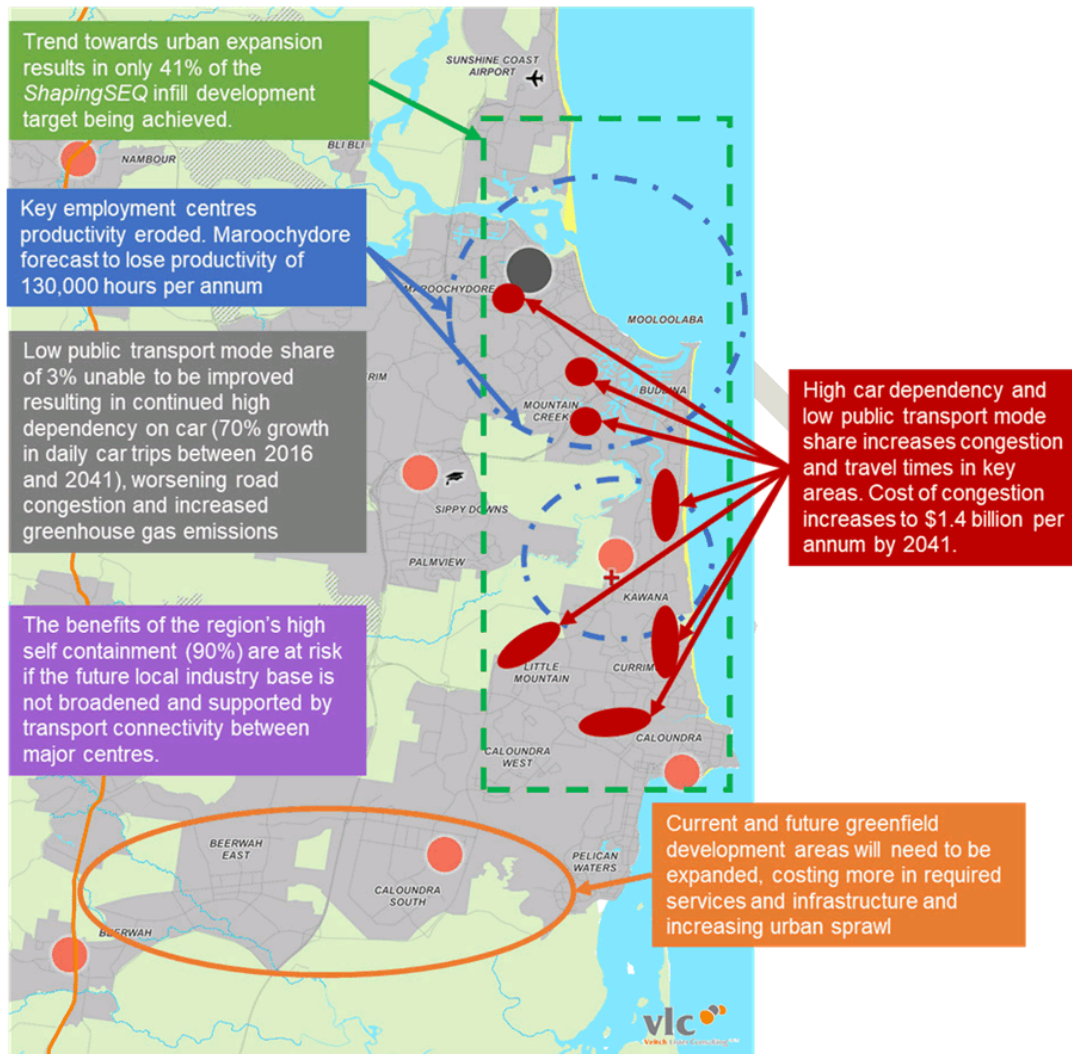 Trend towards urban expansion
results in only 41% of the
ShapingSEQ infill development
target being achieved.
SUNSHINE COAST
AIRPORT
BLI BLI
NAMBOUR
Key employment centres
productivity eroded. Maroochydore
forecast to lose productivity of
130,000 hours per annum
MAROOCHYDORE
MOOLOOLABA
Low public transport mode share
of 3% unable to be improved
resulting in continued high
dependency on car (70% growth
in daily car trips between 2016
and 2041), worsening road
congestion and increased
greenhouse gas emissions
ERIM
BUDDINA
MOUNTAIN
CREEK
High car dependency and
low public transport mode
share increases congestion
and travel times in key
areas. Cost of congestion
increases to $1.4 billion per
annum by 2041.
SIPPY DOWNS
PALMVIEW
KAWANA
The benefits of the region's high
self containment (90%) are at risk
if the future local industry base is
not broadened and supported by
transport connectivity between
major centres.
LITTLE
MOUNTAIN
CURRIM
CALOUNDRA
CALOUNDRA
WEST
Current and future greenfield
development areas will need to be
expanded, costing more in required
services and infrastructure and
increasing urban sprawl
BEERWAH
EAST
PELICAN
WATERS
CALOUNDRA
SOUTH
BEERWAH
vlc
Veitch Lister Consulting